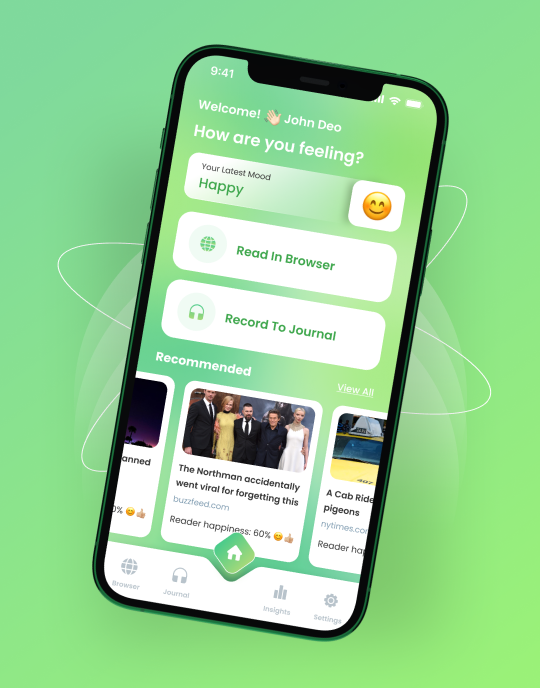 9:41
Welcome! 👋🏻 John Deo
How are you feeling?
Your Latest Mood
Happy
Read In Browser
Record To Journal
Recommended
View All
anned
0% 😊👍🏼
The Northman accidentally
went viral for forgetting this
buzzfeed.com
Reader happiness: 60% 😊👍🏼
A Cab Ride
pigeons
nytimes.co
Reader ha
Browser
Journal
Insights
Settings